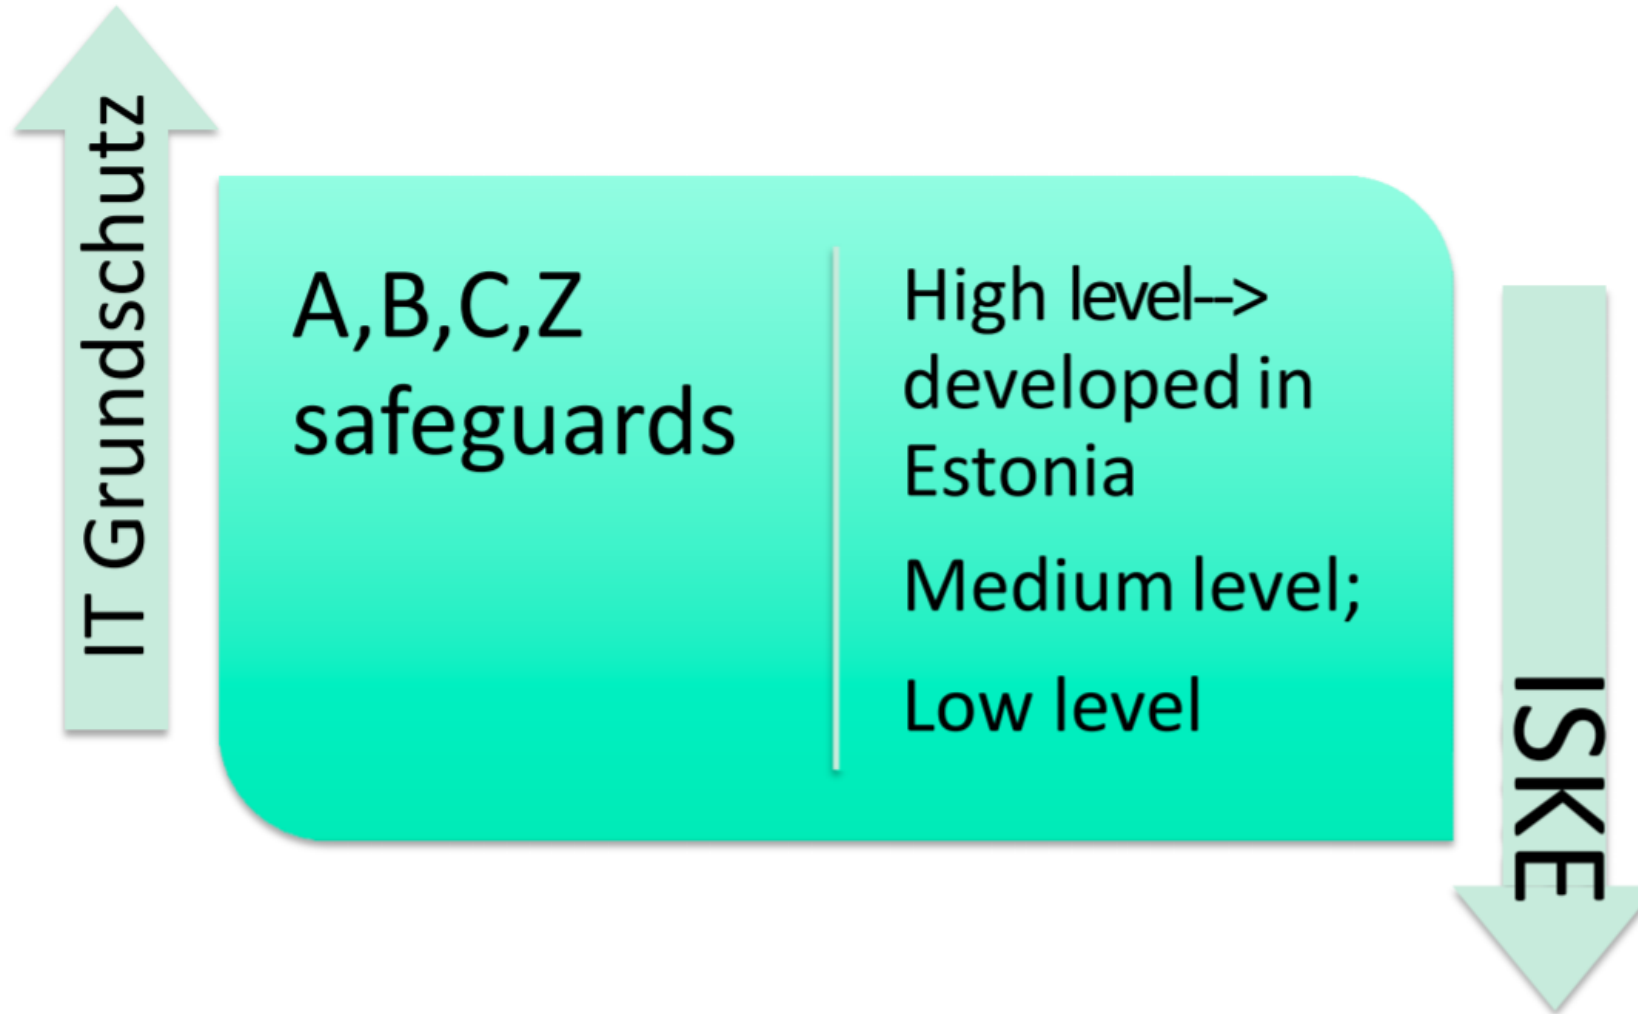 IT Grundschutz
A,B,C,Z
safeguards
High level-->
developed in
Estonia
Medium level;
Low level
ISKE